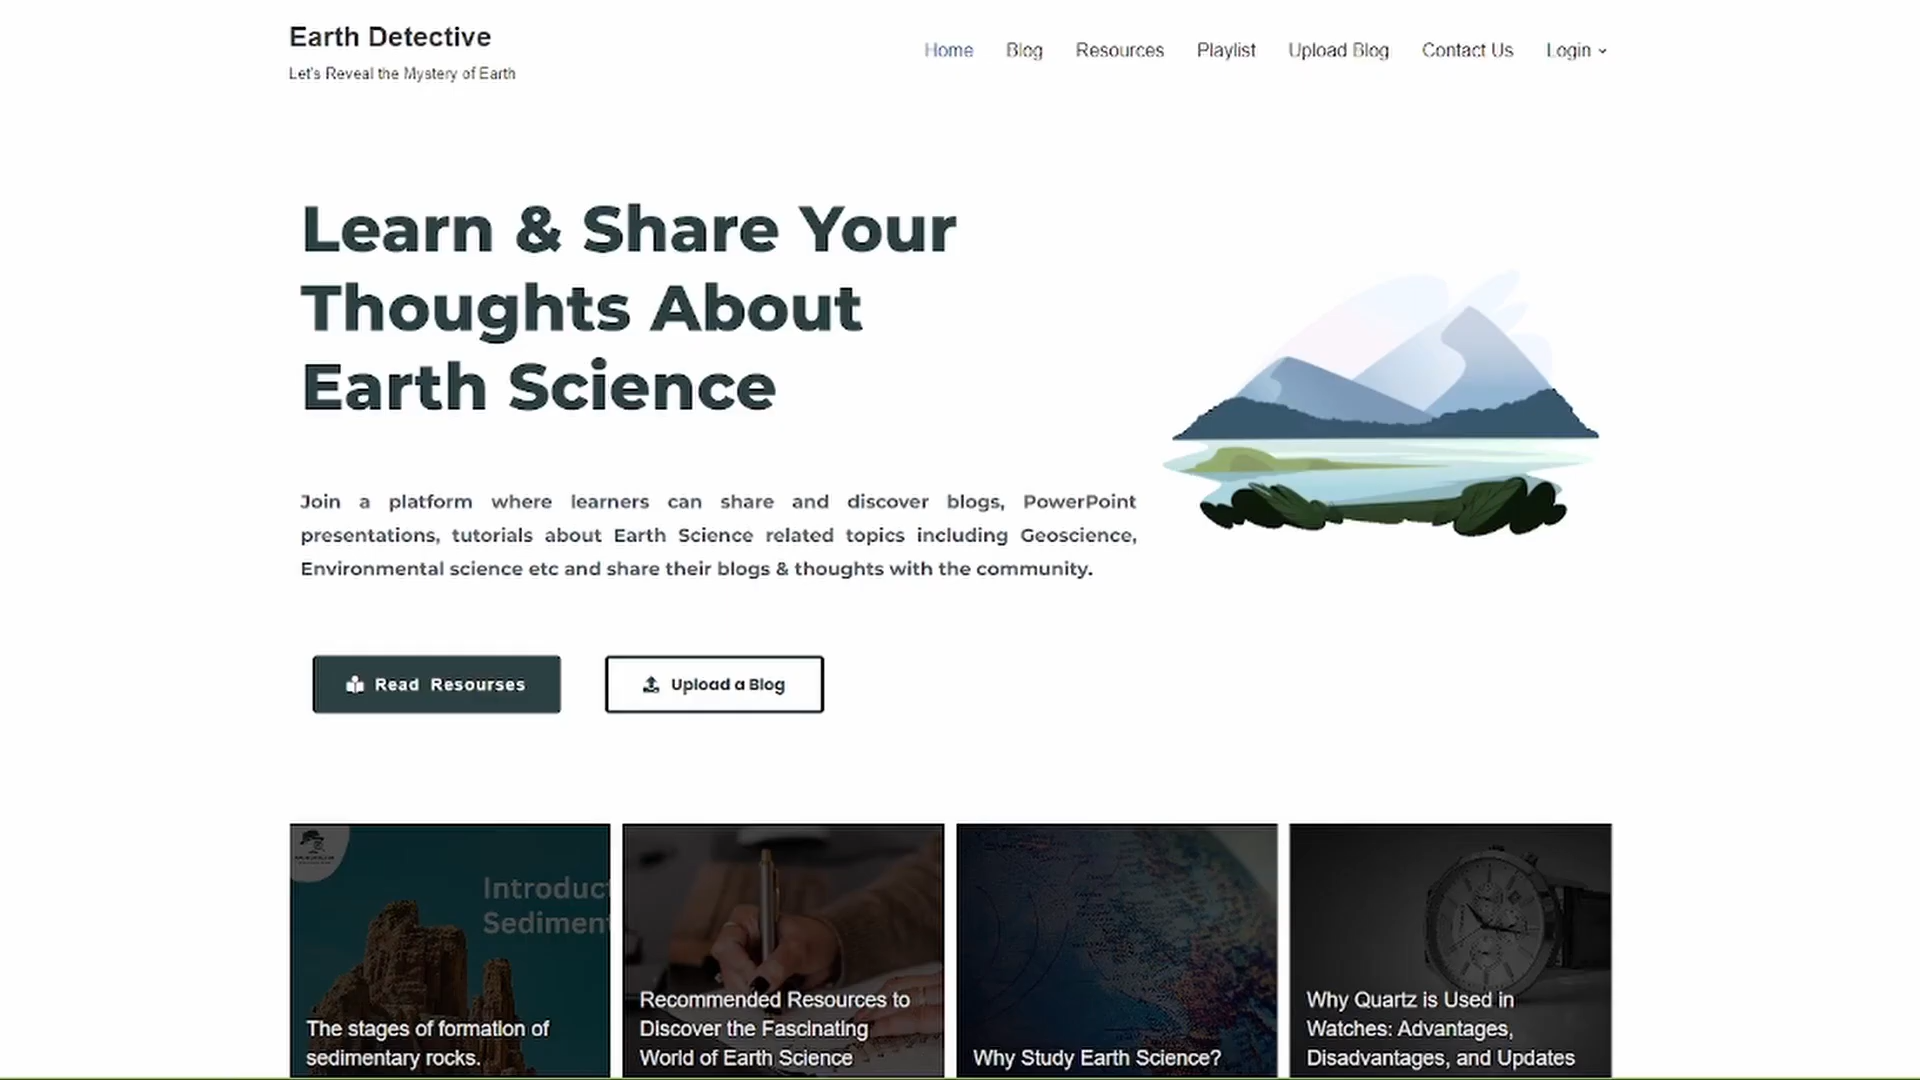 Earth Detective
Let's Reveal the Mystery of Earth
Home Blog Resources Playlist Upload Blog Contact Us Login
Learn & Share Your
Thoughts About
Earth Science
Join a platform where learners can share and discover blogs, PowerPoint
presentations, tutorials about Earth Science related topics including Geoscience,
Environmental science etc and share their blogs & thoughts with the community.
Read Resourses
Upload a Blog
Introduct
Sediment
The stages of formation of
sedimentary rocks.
Recommended Resources to
Discover the Fascinating
World of Earth Science
Why Study Earth Science?
Why Quartz is Used in
Watches: Advantages,
Disadvantages, and Updates